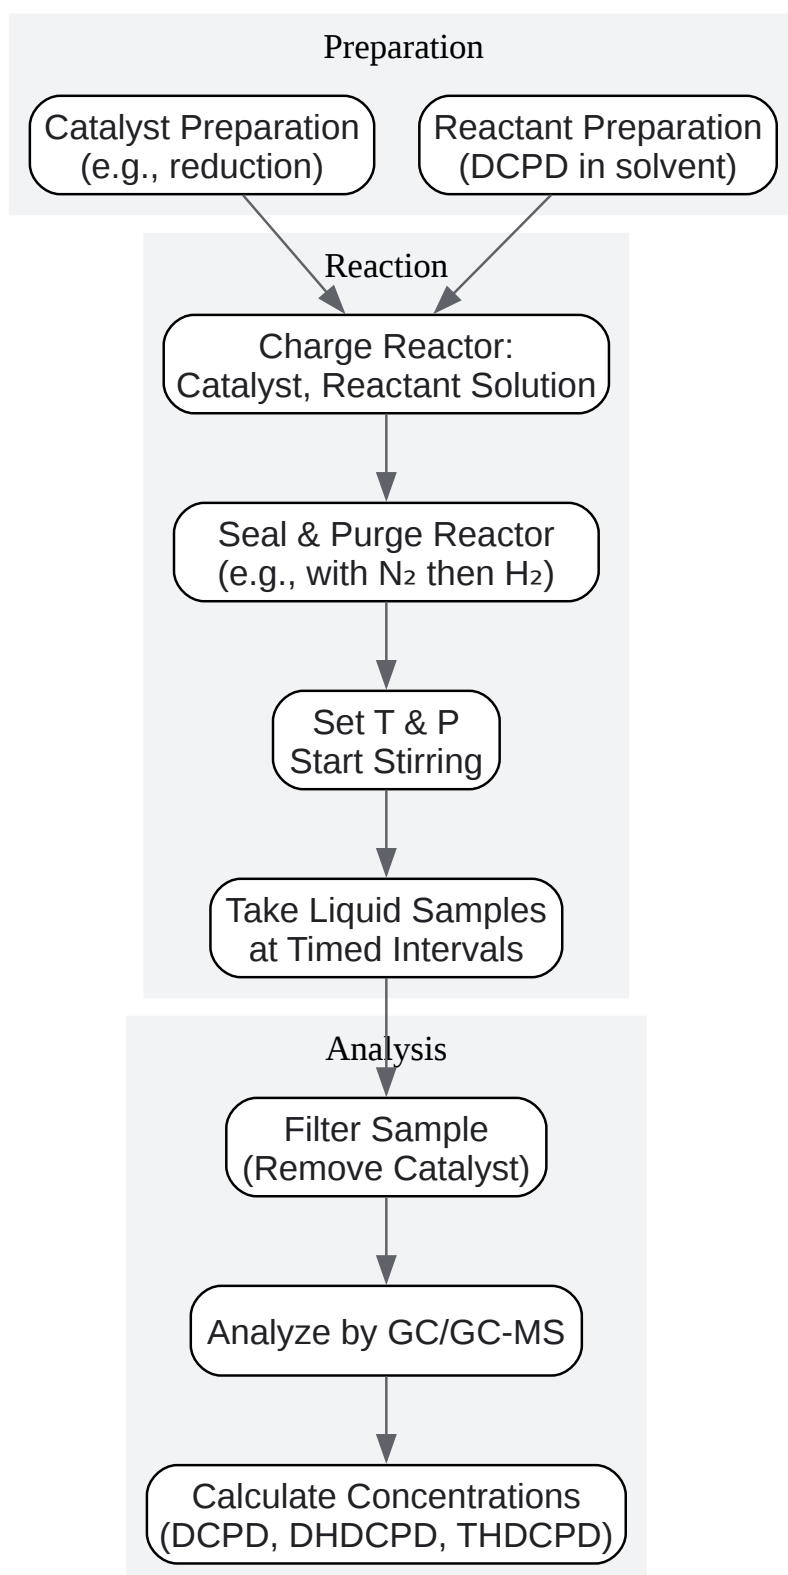 Preparation
Catalyst Preparation
(e.g., reduction)
Reactant Preparation
(DCPD in solvent)
Reaction
Charge Reactor:
Catalyst, Reactant Solution
Seal & Purge Reactor
(e.g., with N₂ then H₂)
Set T & P
Start Stirring
Take Liquid Samples
at Timed Intervals
Analysis
Filter Sample
(Remove Catalyst)
Analyze by GC/GC-MS
Calculate Concentrations
(DCPD, DHDCPD, THDCPD)